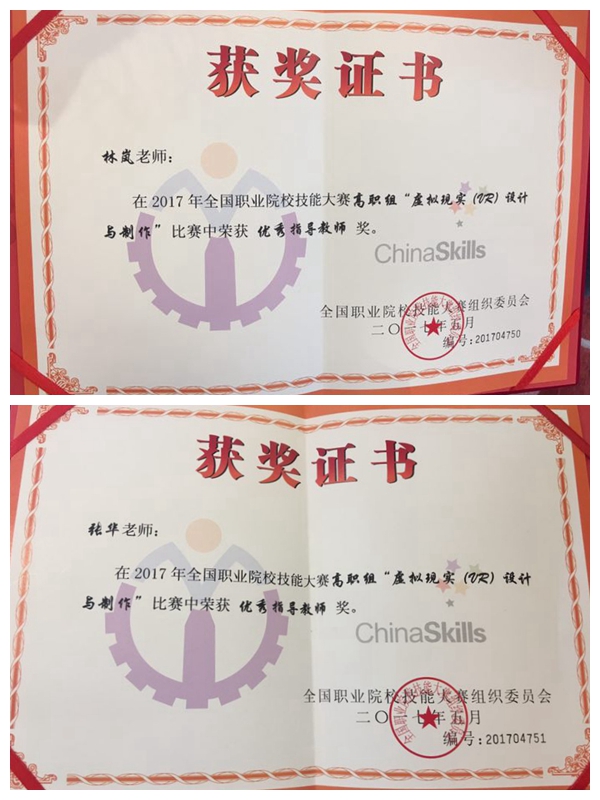 获奖证书
林岚老师：
在2017年全国职业院校技能大赛高职组“虚拟现实（VR）设计
与制作”比赛中荣获 优秀指导教师 奖。
ChinaSkills
全国职业院校技能大赛组织委员会
二〇一七年五月
编号：201704750
获奖证书
张华老师：
在2017年全国职业院校技能大赛高职组“虚拟现实（VR）设计
与制作”比赛中荣获 优秀指导教师 奖。
ChinaSkills
全国职业院校技能大赛组织委员会
二〇一七年五月
编号：201704751